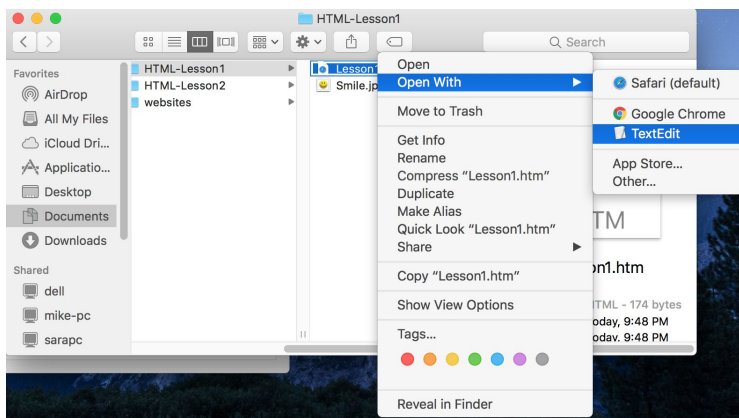 HTML-Lesson1
Search
Favorites
AirDrop
All My Files
iCloud Dri...
Applicatio...
Desktop
Documents
Downloads
Shared
dell
mike-pc
sarapc
HTML-Lesson1
HTML-Lesson2
websites
Lesson1
Smile.jp
Open
Open With
Move to Trash
Get Info
Rename
Compress “Lesson1.htm”
Duplicate
Make Alias
Quick Look “Lesson1.htm”
Share
Copy “Lesson1.htm”
Show View Options
Tags...
Reveal in Finder
Safari (default)
Google Chrome
TextEdit
App Store...
Other...
TM
on1.htm
HTML - 174 bytes
oday, 9:48 PM
oday, 9:48 PM